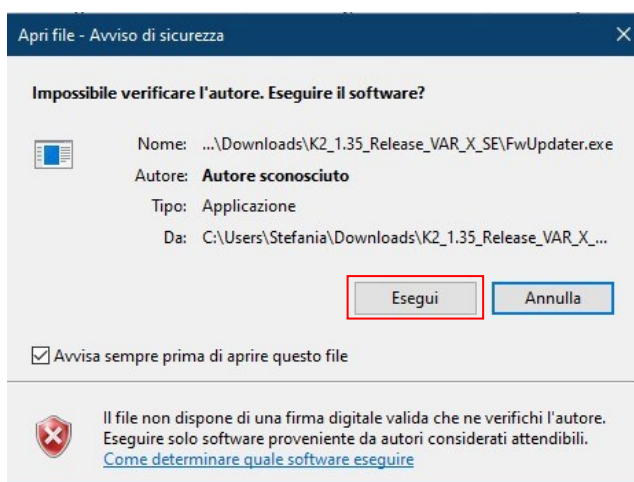 Apri file - Avviso di sicurezza
Impossibile verificare l'autore. Eseguire il software?
Nome: ...\Downloads\K2_1.35_Release_VAR_X_SE\FwUpdater.exe
Autore: Autore sconosciuto
Tipo: Applicazione
Da: C:\Users\Stefania\Downloads\K2_1.35_Release_VAR_X_...
Esegui Annulla
Avvisa sempre prima di aprire questo file
Il file non dispone di una firma digitale valida che ne verifichi l'autore.
Eseguire solo software proveniente da autori considerati attendibili.
Come determinare quale software eseguire